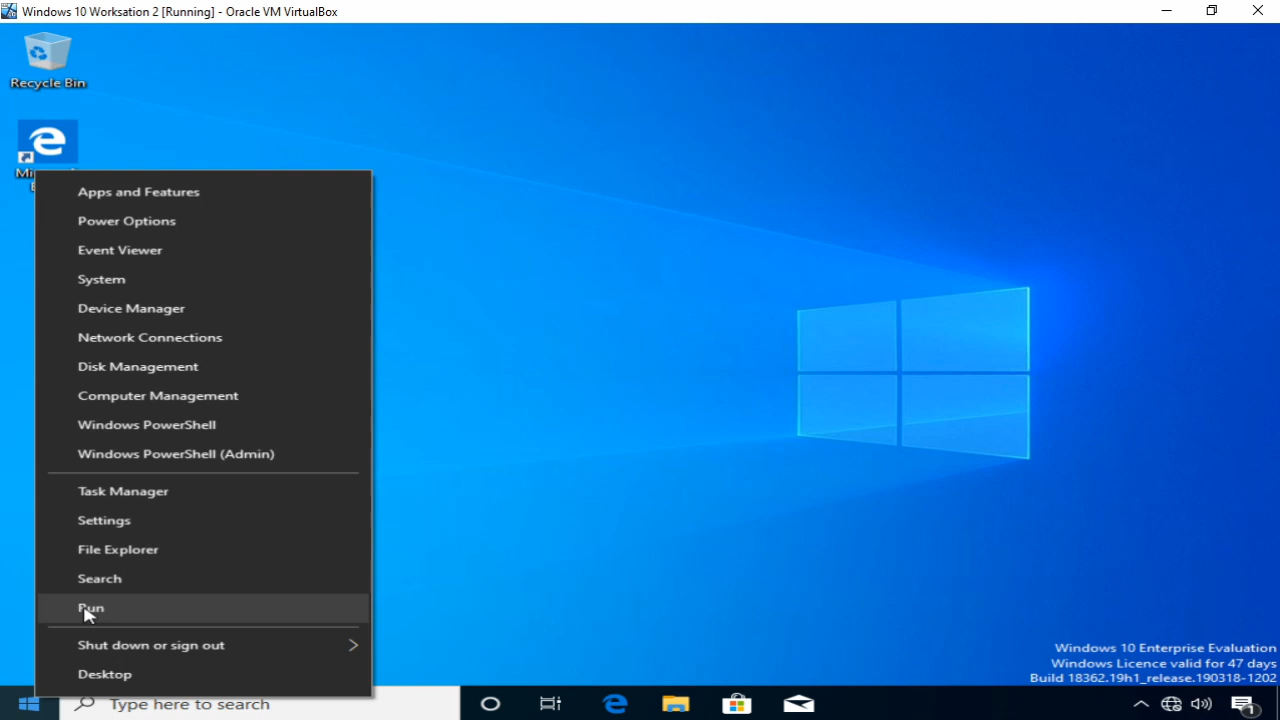 Windows 10 Worksation 2 [Running] - Oracle VM VirtualBox
Recycle Bin
Apps and Features
Power Options
Event Viewer
System
Device Manager
Network Connections
Disk Management
Computer Management
Windows PowerShell
Windows PowerShell (Admin)
Task Manager
Settings
File Explorer
Search
Run
Shut down or sign out
Desktop
Type here to search
Windows 10 Enterprise Evaluation
Windows Licence valid for 47 days
Build 18362.19h1_release.190318-1202
1